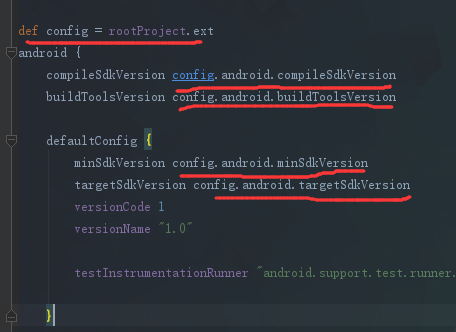 def config = rootProject.ext
android {
compileSdkVersion config.android.compileSdkVersion
buildToolsVersion config.android.buildToolsVersion
defaultConfig {
minSdkVersion config.android.minSdkVersion
targetSdkVersion config.android.targetSdkVersion
versionCode 1
versionName "1.0"
testInstrumentationRunner "android.support.test.runner.
}